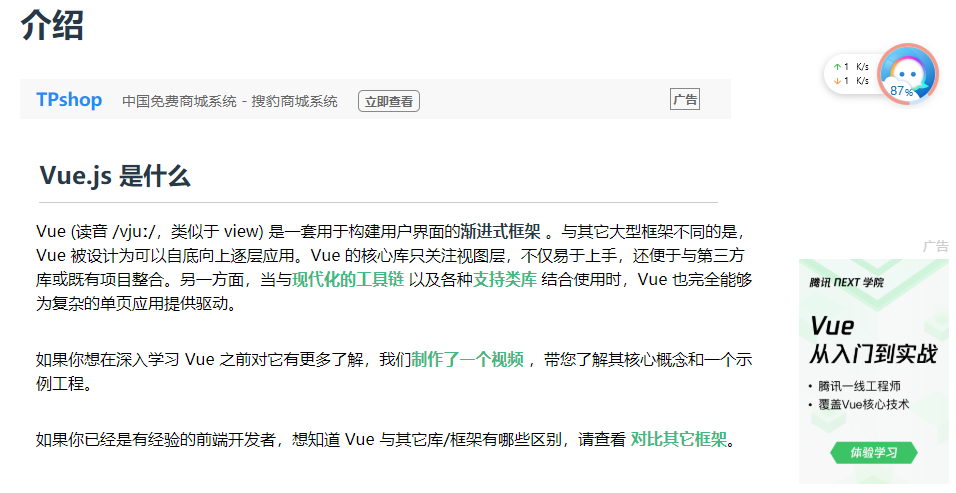 介绍
TPshop 中国免费商城系统 - 搜豹商城系统 立即查看 广告
↑ 1 K/s
↓ 1 K/s
87%
Vue.js 是什么
Vue (读音 /vjuː/，类似于 view) 是一套用于构建用户界面的渐进式框架 。与其它大型框架不同的是，
Vue 被设计为可以自底向上逐层应用。Vue 的核心库只关注视图层，不仅易于上手，还便于与第三方
库或既有项目整合。另一方面，当与现代化的工具链 以及各种支持类库 结合使用时，Vue 也完全能够
为复杂的单页应用提供驱动。
如果你想在深入学习 Vue 之前对它有更多了解，我们制作了一个视频 ，带您了解其核心概念和一个示
例工程。
如果你已经是有经验的前端开发者，想知道 Vue 与其它库/框架有哪些区别，请查看 对比其它框架。
广告
腾讯 NEXT 学院
Vue
从入门到实战
• 腾讯一线工程师
• 覆盖Vue核心技术
体验学习